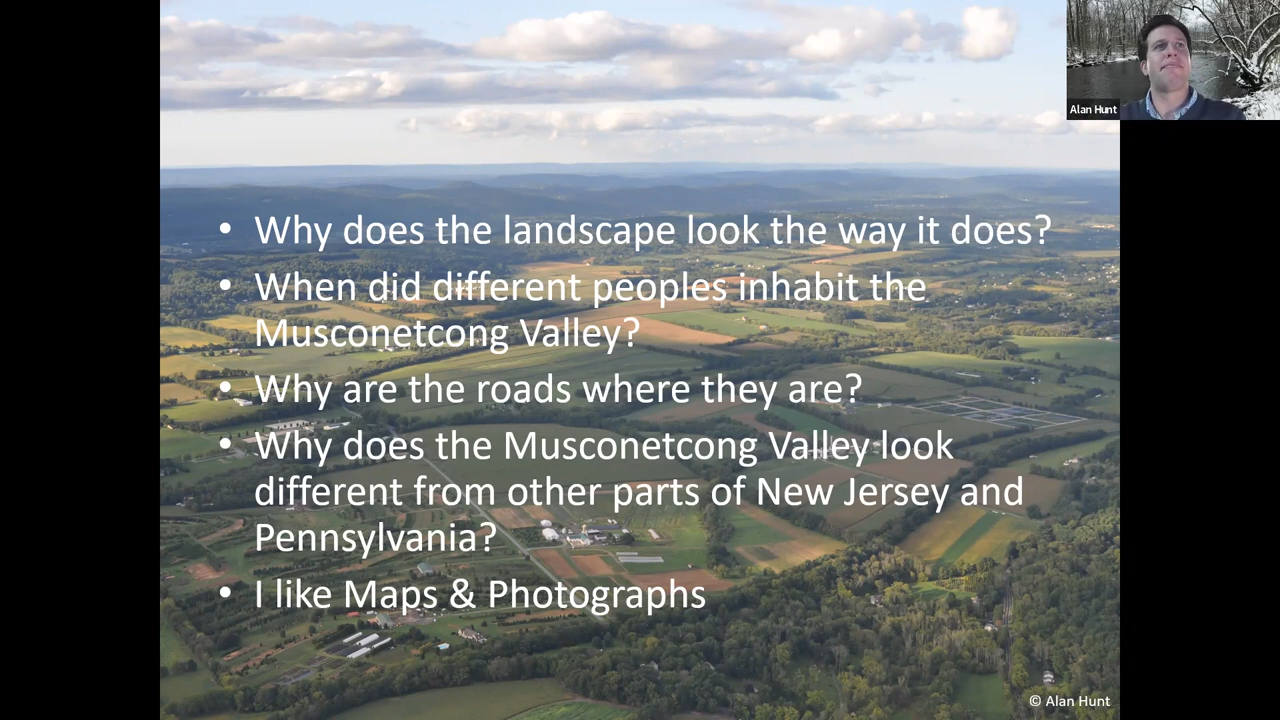 Alan Hunt
• Why does the landscape look the way it does?
• When did different peoples inhabit the
Musconetcong Valley?
• Why are the roads where they are?
• Why does the Musconetcong Valley look
different from other parts of New Jersey and
Pennsylvania?
• I like Maps & Photographs
© Alan Hunt